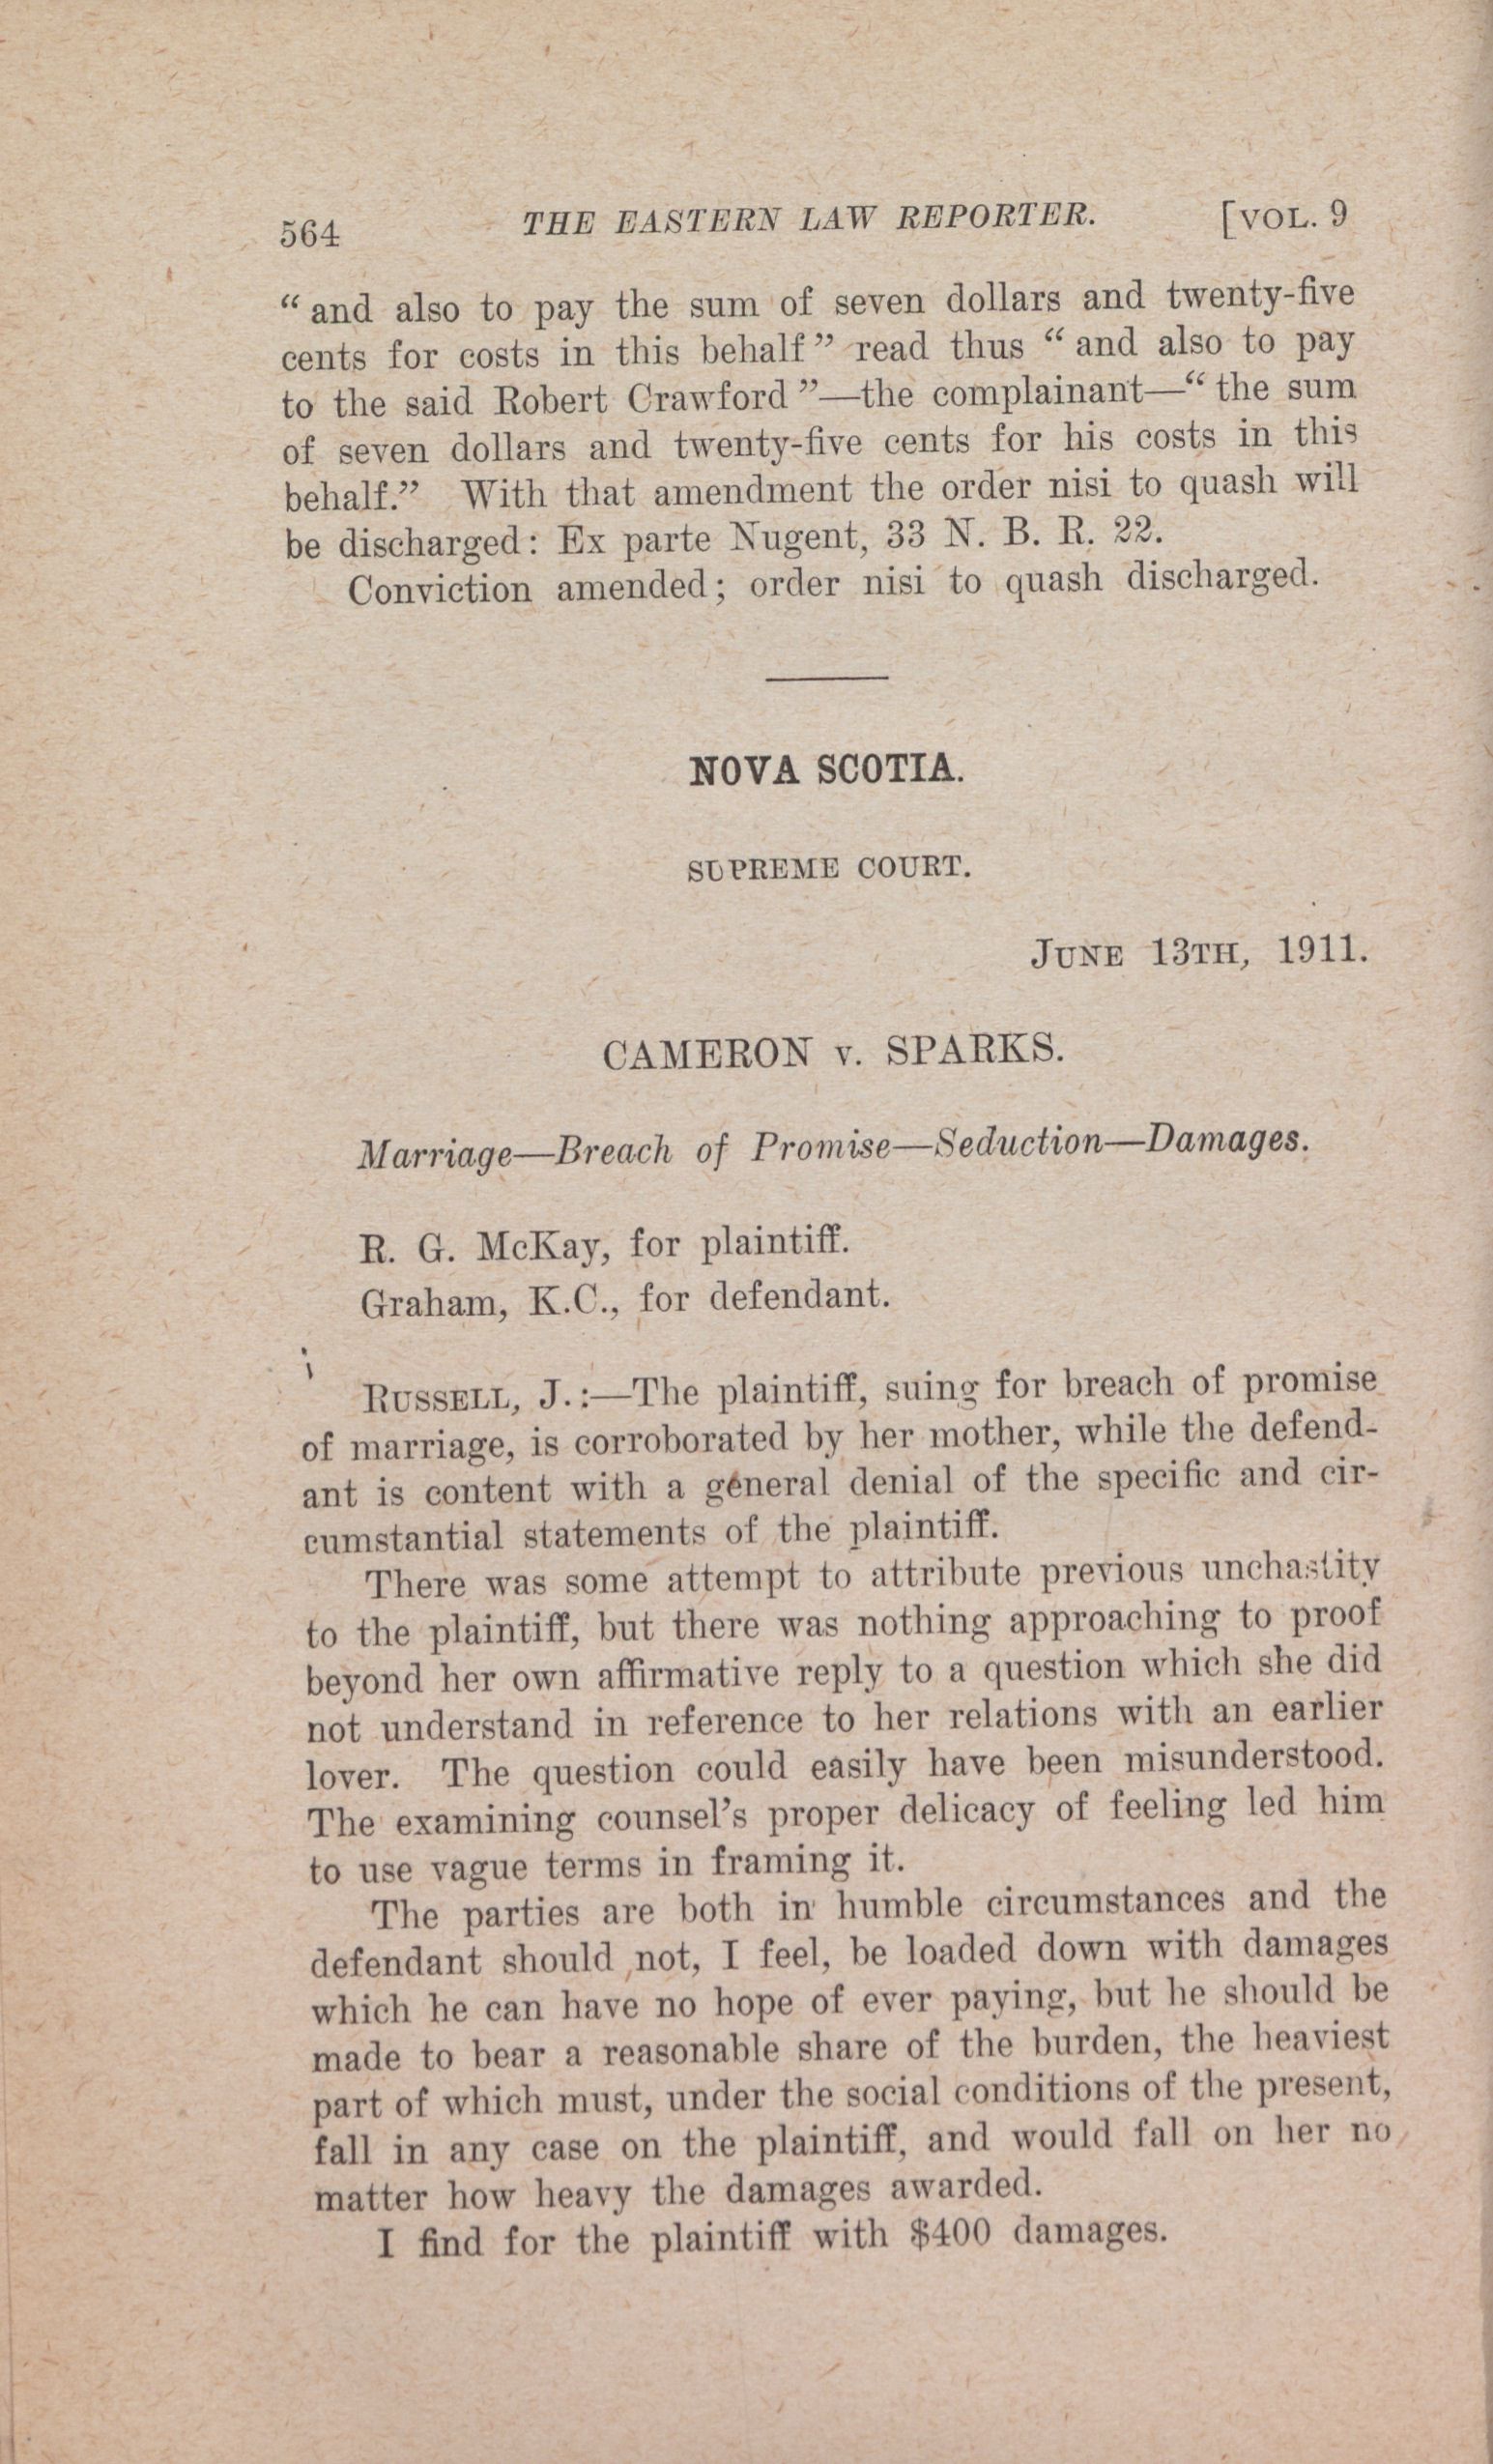 564 THE EASTERN LAW REPORTER. [VOL. 9
“ and also to pay the sum of seven dollars and twenty-five
cents for costs in this behalf ” read thus “ and also to pay
to the said Robert Crawford ”—the complainant—“ the sum
of seven dollars and twenty-five cents for his costs in this
behalf.” With that amendment the order nisi to quash will
be discharged: Ex parte Nugent, 33 N. B. R. 22.
Conviction amended; order nisi to quash discharged.
NOVA SCOTIA.
SUPREME COURT.
JUNE 13TH, 1911.
CAMERON v. SPARKS.
Marriage—Breach of Promise—Seduction—Damages.
R. G. McKay, for plaintiff.
Graham, K.C., for defendant.
RUSSELL, J.:—The plaintiff, suing for breach of promise
of marriage, is corroborated by her mother, while the defend-
ant is content with a general denial of the specific and cir-
cumstantial statements of the plaintiff.
There was some attempt to attribute previous unchastity
to the plaintiff, but there was nothing approaching to proof
beyond her own affirmative reply to a question which she did
not understand in reference to her relations with an earlier
lover. The question could easily have been misunderstood.
The examining counsel’s proper delicacy of feeling led him
to use vague terms in framing it.
The parties are both in humble circumstances and the
defendant should not, I feel, be loaded down with damages
which he can have no hope of ever paying, but he should be
made to bear a reasonable share of the burden, the heaviest
part of which must, under the social conditions of the present,
fall in any case on the plaintiff, and would fall on her no
matter how heavy the damages awarded.
I find for the plaintiff with $400 damages.